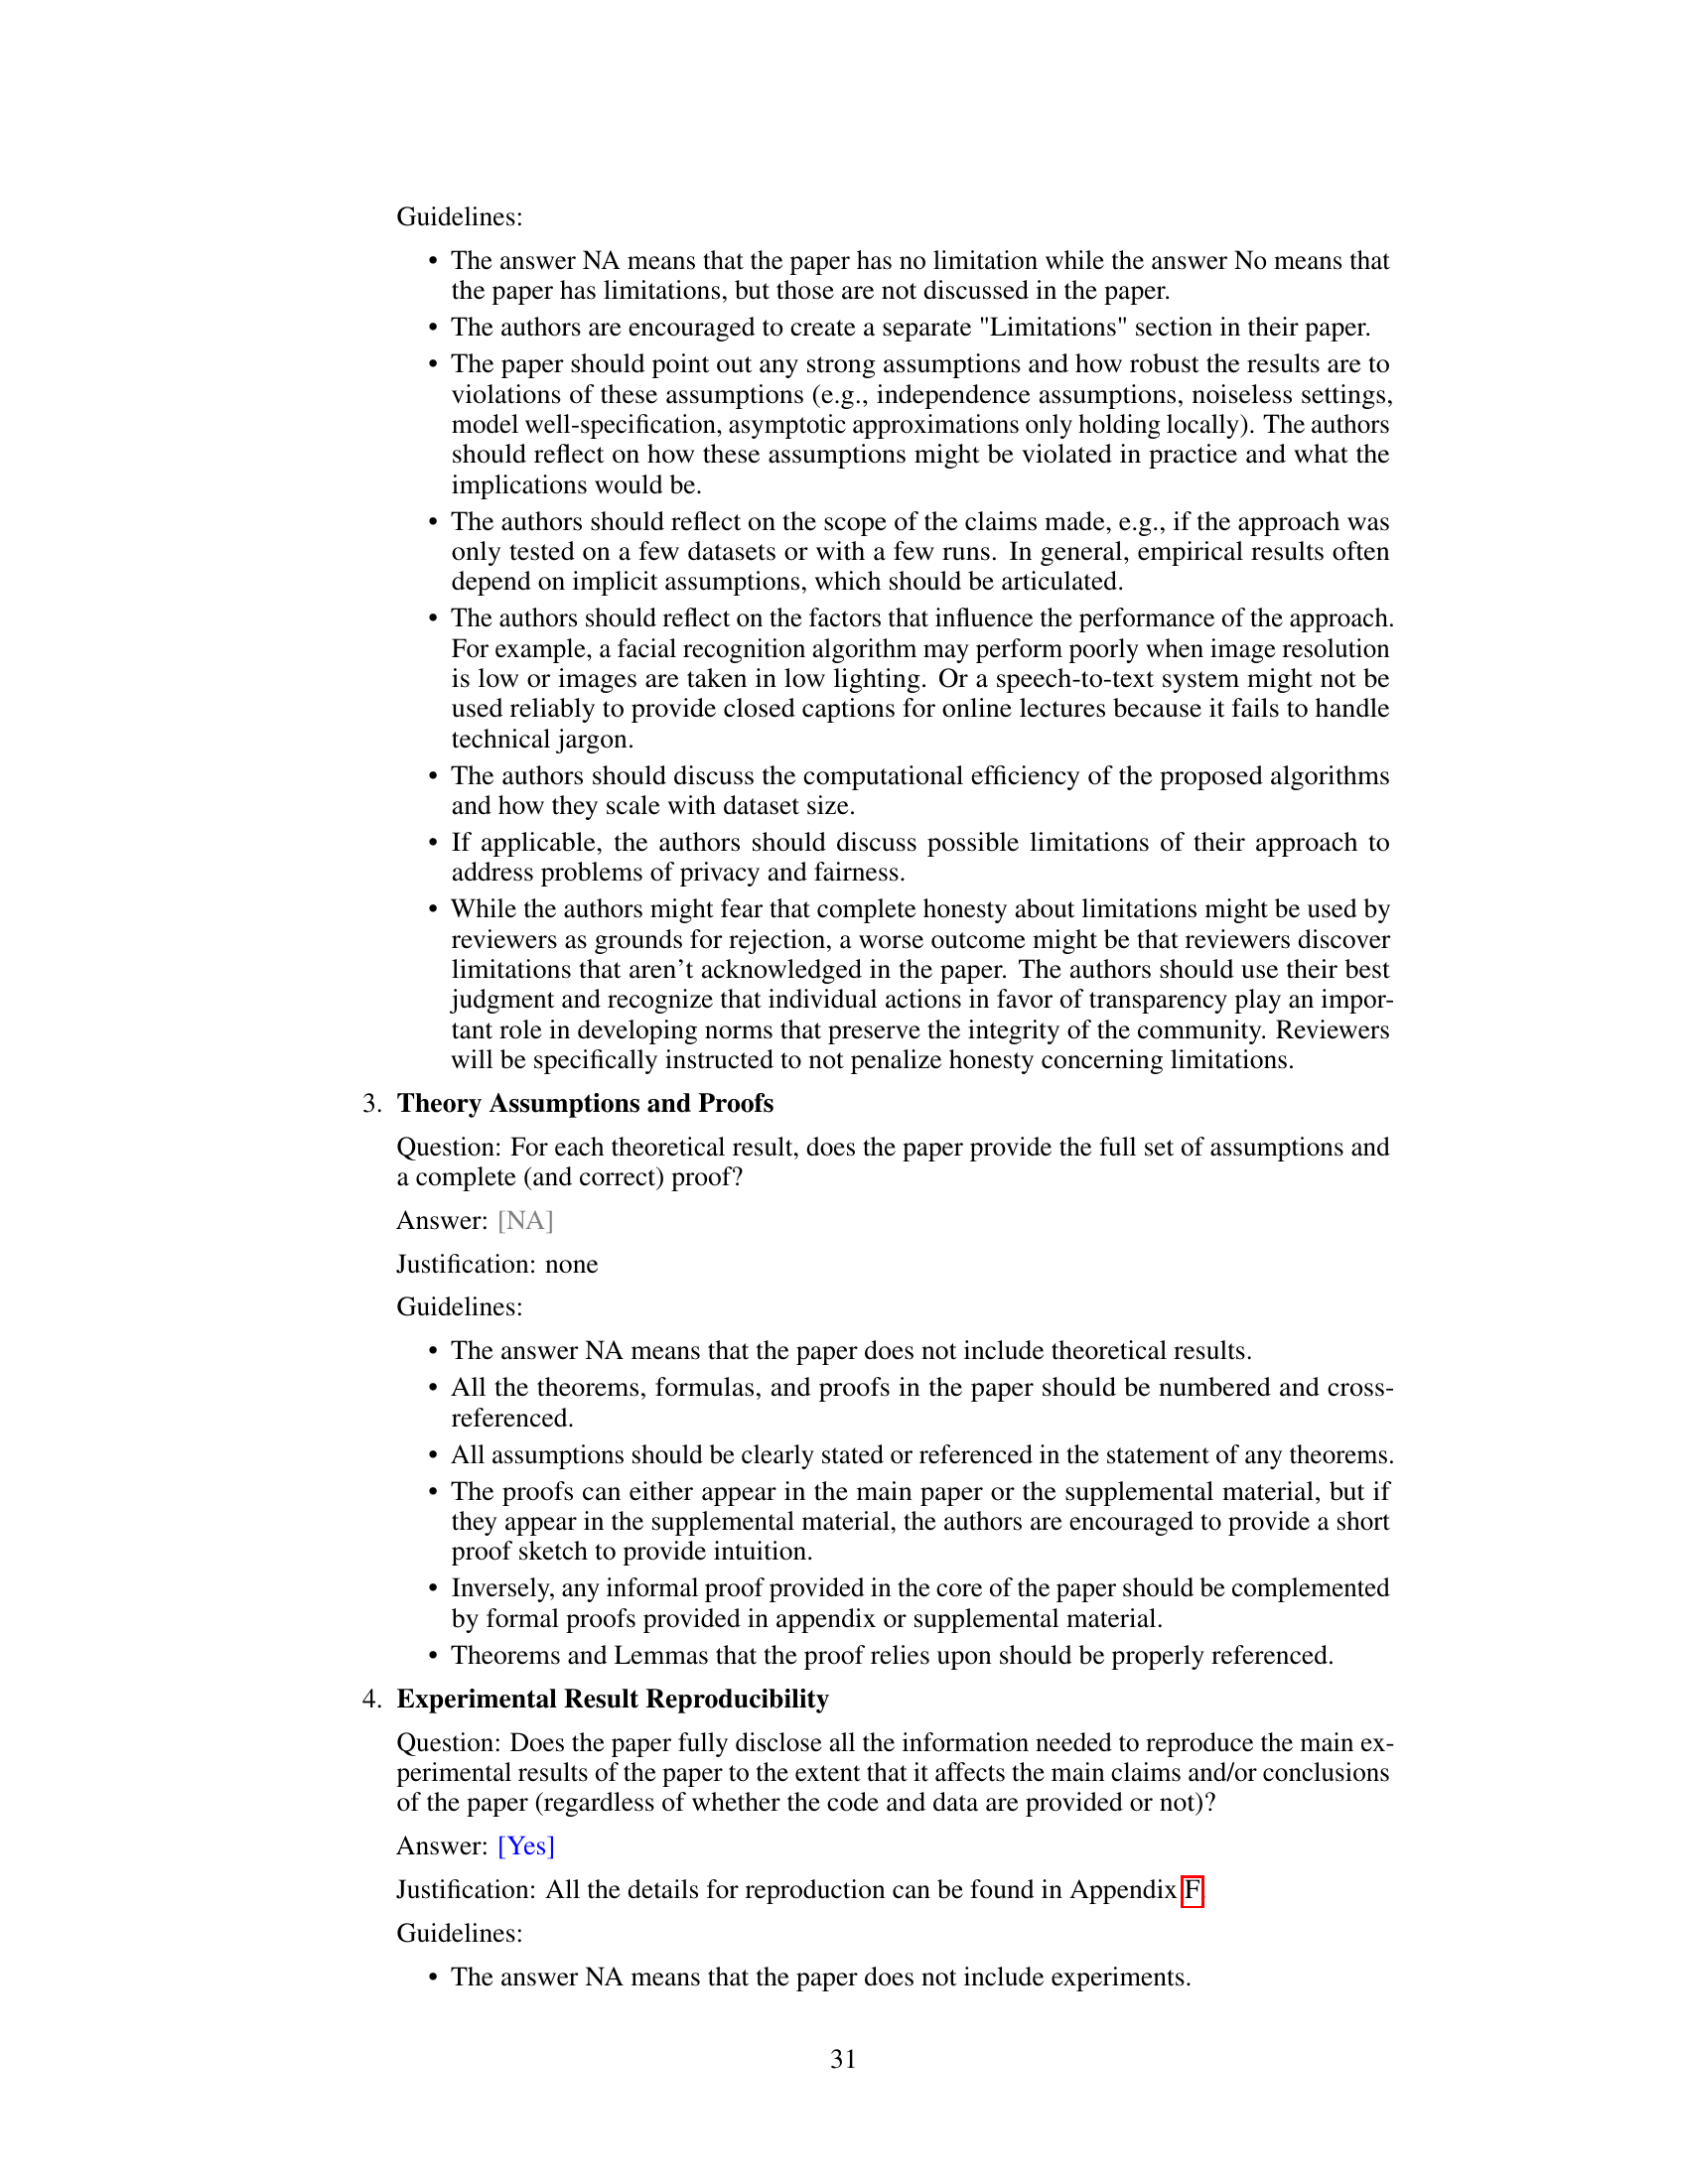 Guidelines:
• The answer NA means that the paper has no limitation while the answer No means that
the paper has limitations, but those are not discussed in the paper.
• The authors are encouraged to create a separate "Limitations" section in their paper.
• The paper should point out any strong assumptions and how robust the results are to
violations of these assumptions (e.g., independence assumptions, noiseless settings,
model well-specification, asymptotic approximations only holding locally). The authors
should reflect on how these assumptions might be violated in practice and what the
implications would be.
• The authors should reflect on the scope of the claims made, e.g., if the approach was
only tested on a few datasets or with a few runs. In general, empirical results often
depend on implicit assumptions, which should be articulated.
• The authors should reflect on the factors that influence the performance of the approach.
For example, a facial recognition algorithm may perform poorly when image resolution
is low or images are taken in low lighting. Or a speech-to-text system might not be
used reliably to provide closed captions for online lectures because it fails to handle
technical jargon.
• The authors should discuss the computational efficiency of the proposed algorithms
and how they scale with dataset size.
• If applicable, the authors should discuss possible limitations of their approach to
address problems of privacy and fairness.
• While the authors might fear that complete honesty about limitations might be used by
reviewers as grounds for rejection, a worse outcome might be that reviewers discover
limitations that aren't acknowledged in the paper. The authors should use their best
judgment and recognize that individual actions in favor of transparency play an impor-
tant role in developing norms that preserve the integrity of the community. Reviewers
will be specifically instructed to not penalize honesty concerning limitations.
3. Theory Assumptions and Proofs
Question: For each theoretical result, does the paper provide the full set of assumptions and
a complete (and correct) proof?
Answer: [NA]
Justification: none
Guidelines:
• The answer NA means that the paper does not include theoretical results.
• All the theorems, formulas, and proofs in the paper should be numbered and cross-
referenced.
• All assumptions should be clearly stated or referenced in the statement of any theorems.
• The proofs can either appear in the main paper or the supplemental material, but if
they appear in the supplemental material, the authors are encouraged to provide a short
proof sketch to provide intuition.
• Inversely, any informal proof provided in the core of the paper should be complemented
by formal proofs provided in appendix or supplemental material.
• Theorems and Lemmas that the proof relies upon should be properly referenced.
4. Experimental Result Reproducibility
Question: Does the paper fully disclose all the information needed to reproduce the main ex-
perimental results of the paper to the extent that it affects the main claims and/or conclusions
of the paper (regardless of whether the code and data are provided or not)?
Answer: [Yes]
Justification: All the details for reproduction can be found in Appendix F.
Guidelines:
• The answer NA means that the paper does not include experiments.
31